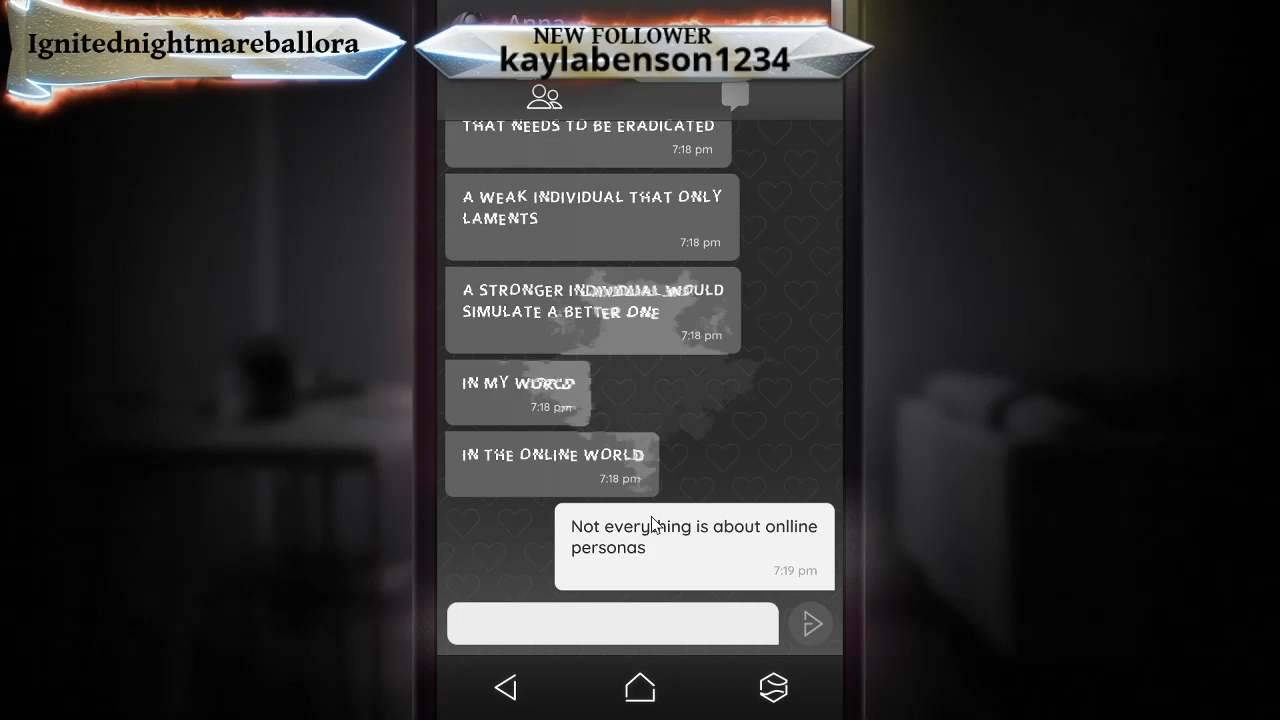 Ignitednightmareballora
NEW FOLLOWER
kaylabenson1234
Anna
THAT NEEDS TO BE ERADICATED
7:18 pm
A WEAK INDIVIDUAL THAT ONLY
LAMENTS
7:18 pm
A STRONGER INDIVIDUAL WOULD
SIMULATE A BETTER ONE
7:18 pm
IN MY WORLD
7:18 pm
IN THE ONLINE WORLD
7:18 pm
Not everything is about onlline
personas
7:19 pm